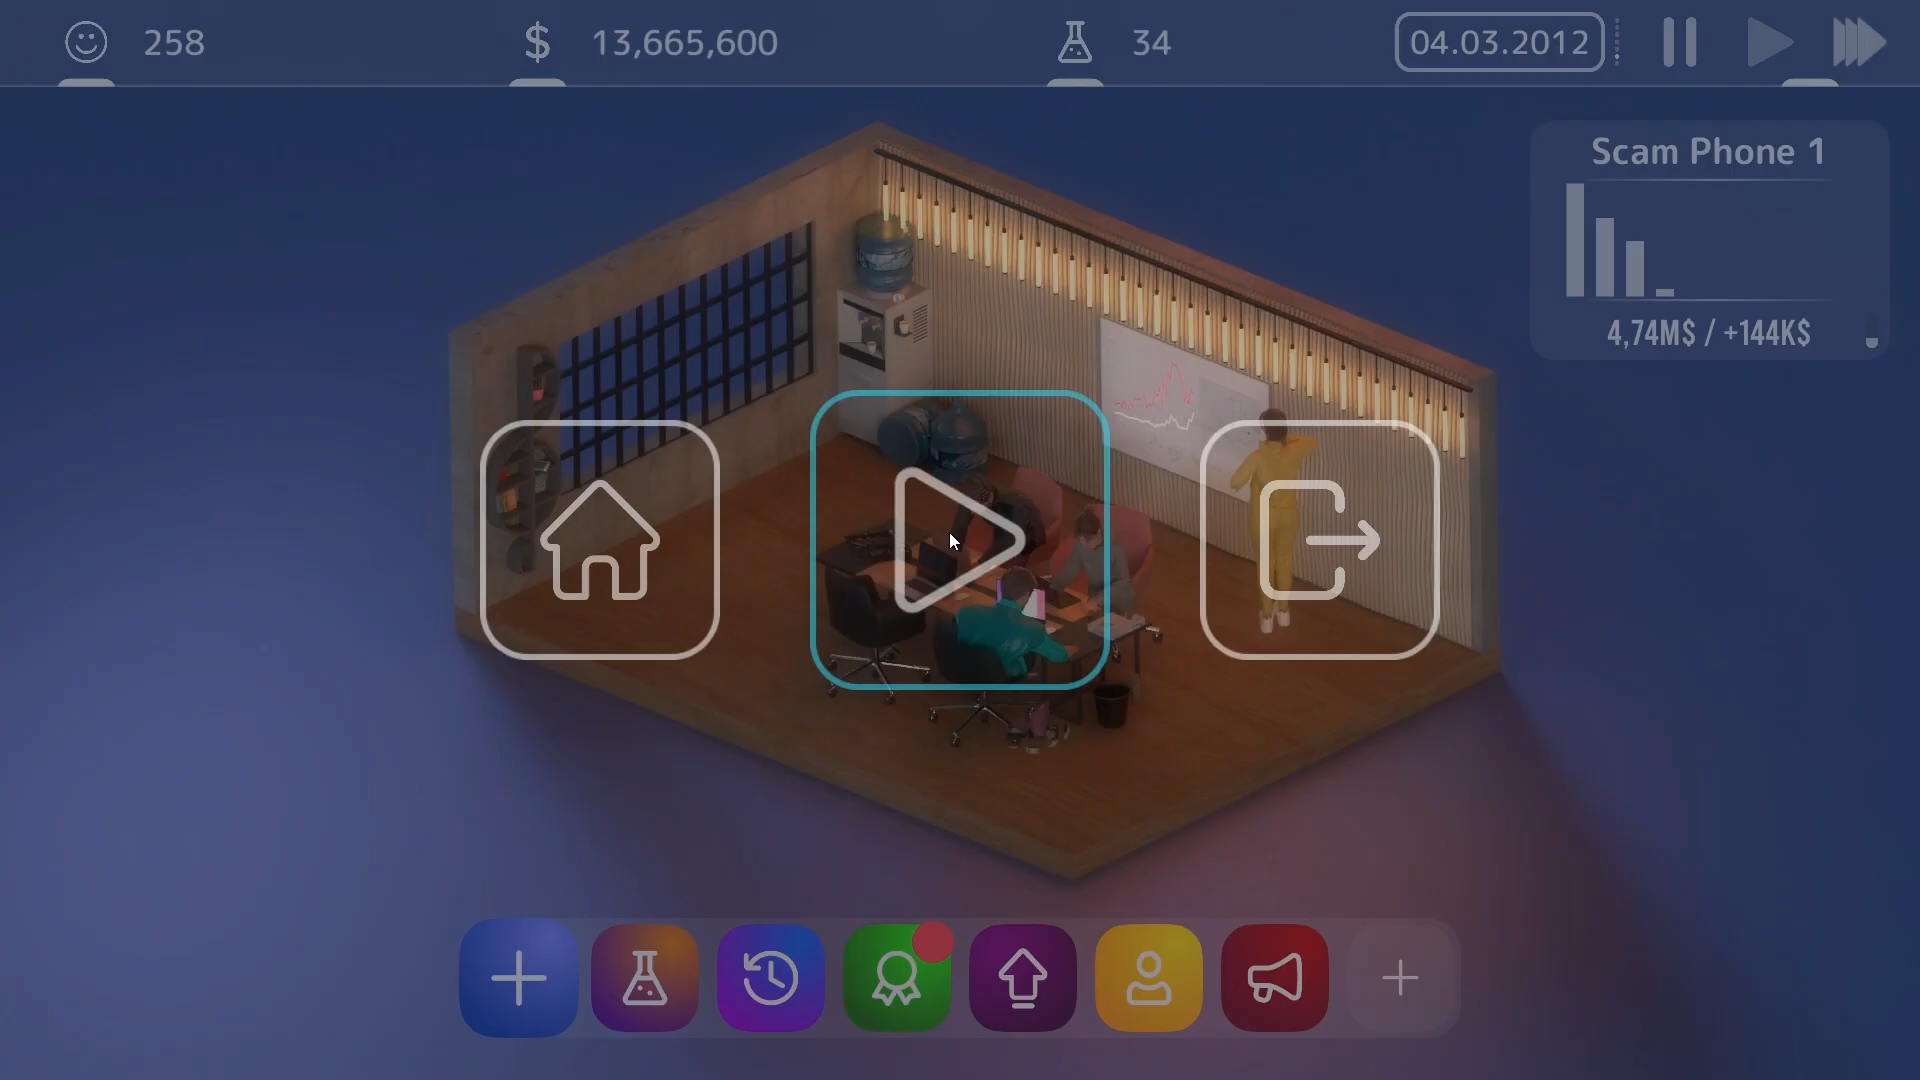 258
$ 13,665,600
34
04.03.2012
Scam Phone 1
4,74M$ / +144K$